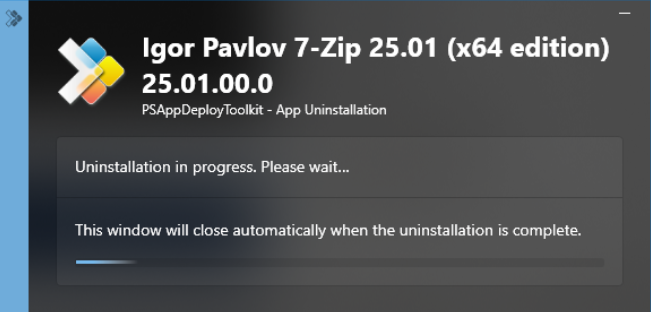 Igor Pavlov 7-Zip 25.01 (x64 edition)
25.01.00.0
PSAppDeployToolkit - App Uninstallation
Uninstallation in progress. Please wait...
This window will close automatically when the uninstallation is complete.